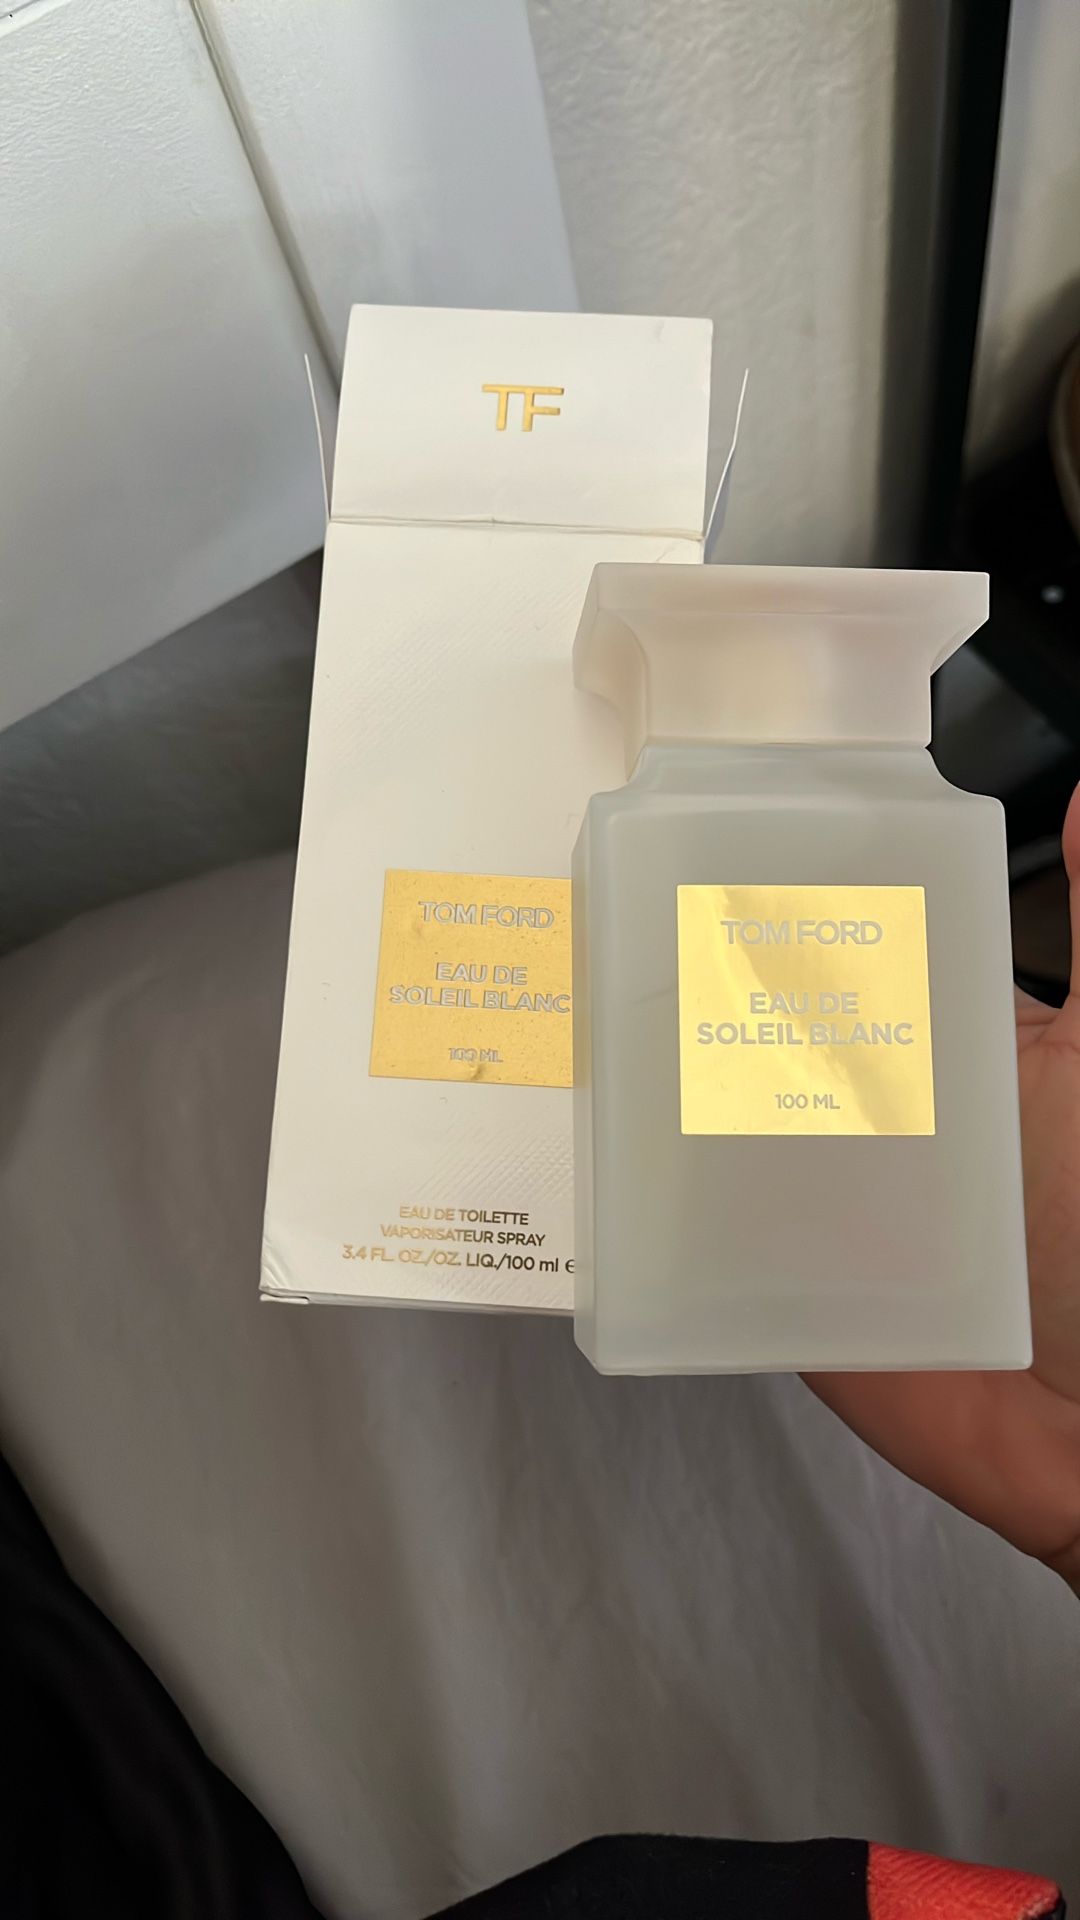 TF
TOM FORD
EAU DE
SOLEIL BLANC
100 ML
EAU DE TOILETTE
VAPORISATEUR SPRAY
3.4 FL. OZ./OZ. LIQ./100 ml e
TOM FORD
EAU DE
SOLEIL BLANC
100 ML